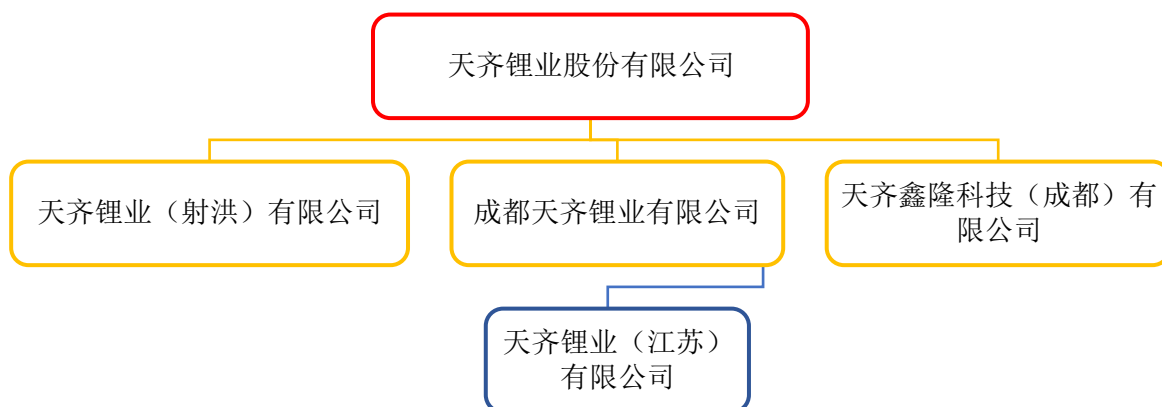 天齐锂业股份有限公司
天齐锂业（射洪）有限公司
成都天齐锂业有限公司
天齐鑫隆科技（成都）有
限公司
天齐锂业（江苏）
有限公司